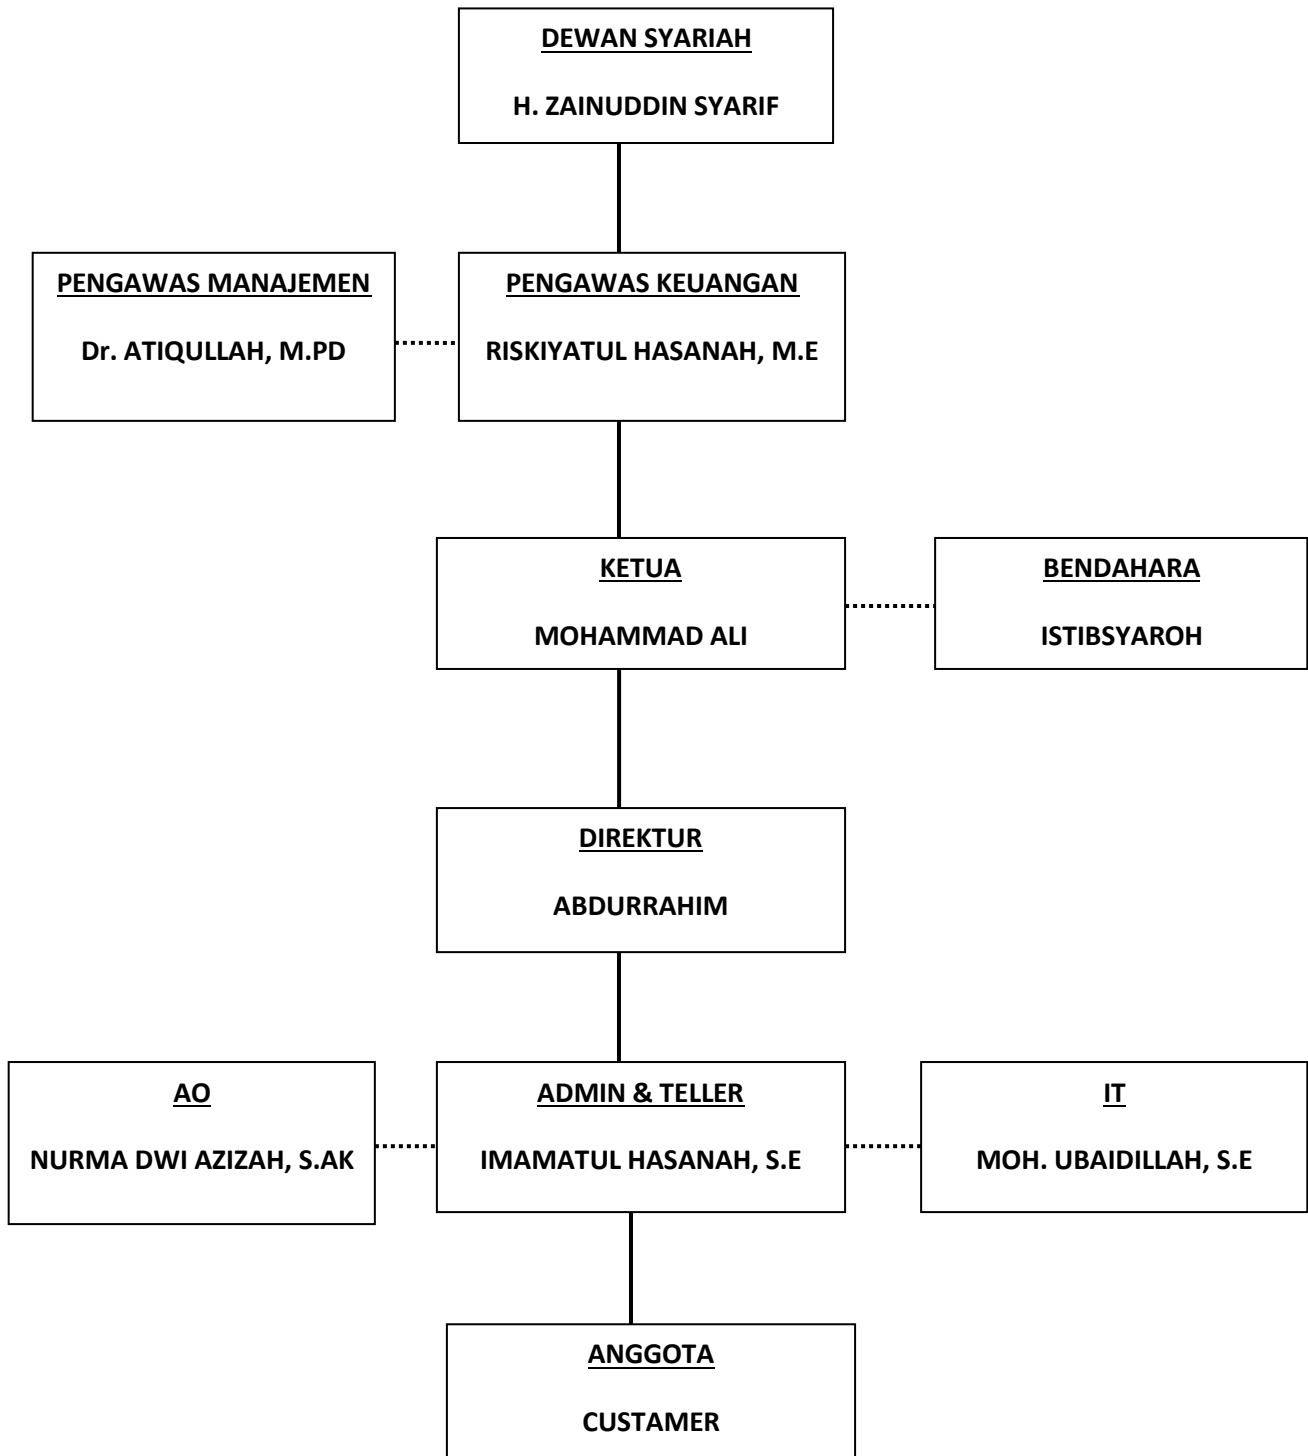 DEWAN SYARIAH
H. ZAINUDDIN SYARIF
PENGAWAS MANAJEMEN
Dr. ATIQULLAH, M.PD
PENGAWAS KEUANGAN
RISKIYATUL HASANAH, M.E
KETUA
MOHAMMAD ALI
BENDAHARA
ISTIBSYAROH
DIREKTUR
ABDURRAHIM
AO
NURMA DWI AZIZAH, S.AK
ADMIN & TELLER
IMAMATUL HASANAH, S.E
IT
MOH. UBAIDILLAH, S.E
ANGGOTA
CUSTAMER